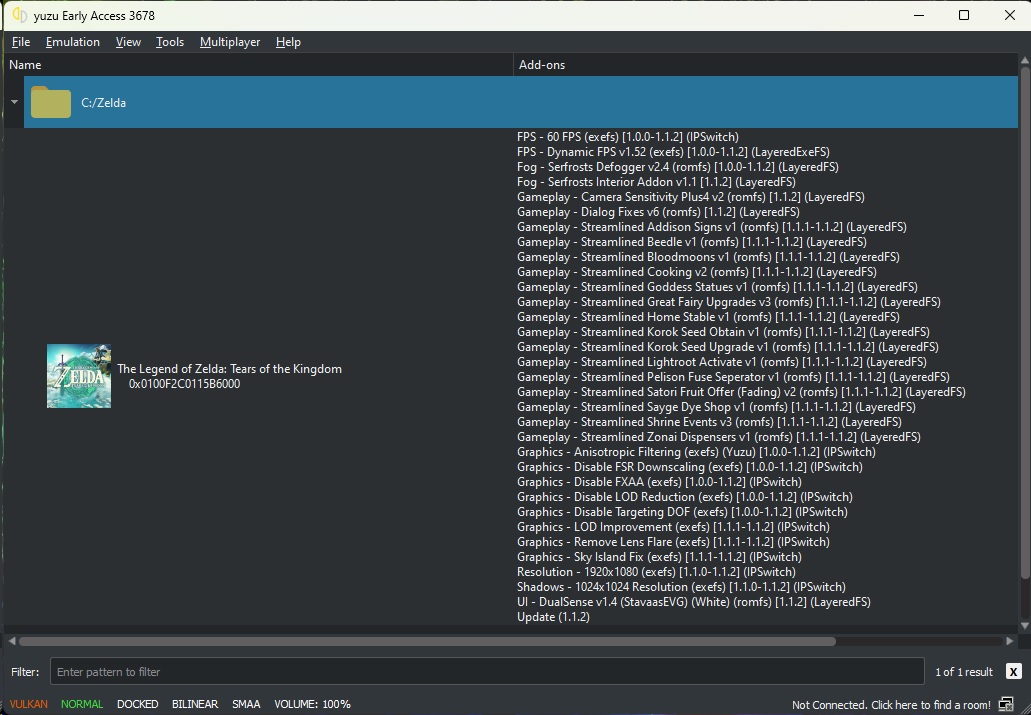 yuzu Early Access 3678
File Emulation View Tools Multiplayer Help
Name Add-ons
C:/Zelda
FPS - 60 FPS (exefs) [1.0.0-1.1.2] (IPSwitch)
FPS - Dynamic FPS v1.52 (exefs) [1.0.0-1.1.2] (LayeredExeFS)
Fog - Serfrosts Defogger v2.4 (romfs) [1.0.0-1.1.2] (LayeredFS)
Fog - Serfrosts Interior Addon v1.1 [1.1.2] (LayeredFS)
Gameplay - Camera Sensitivity Plus4 v2 (romfs) [1.1.2] (LayeredFS)
Gameplay - Dialog Fixes v6 (romfs) [1.1.2] (LayeredFS)
Gameplay - Streamlined Addison Signs v1 (romfs) [1.1.1-1.1.2] (LayeredFS)
Gameplay - Streamlined Beedle v1 (romfs) [1.1.1-1.1.2] (LayeredFS)
Gameplay - Streamlined Bloodmoons v1 (romfs) [1.1.1-1.1.2] (LayeredFS)
Gameplay - Streamlined Cooking v2 (romfs) [1.1.1-1.1.2] (LayeredFS)
Gameplay - Streamlined Goddess Statues v1 (romfs) [1.1.1-1.1.2] (LayeredFS)
Gameplay - Streamlined Great Fairy Upgrades v3 (romfs) [1.1.1-1.1.2] (LayeredFS)
Gameplay - Streamlined Home Stable v1 (romfs) [1.1.1-1.1.2] (LayeredFS)
Gameplay - Streamlined Korok Seed Obtain v1 (romfs) [1.1.1-1.1.2] (LayeredFS)
Gameplay - Streamlined Korok Seed Upgrade v1 (romfs) [1.1.1-1.1.2] (LayeredFS)
Gameplay - Streamlined Lightroot Activate v1 (romfs) [1.1.1-1.1.2] (LayeredFS)
Gameplay - Streamlined Pelison Fuse Seperator v1 (romfs) [1.1.1-1.1.2] (LayeredFS)
Gameplay - Streamlined Satori Fruit Offer (Fading) v2 (romfs) [1.1.1-1.1.2] (LayeredFS)
Gameplay - Streamlined Sayge Dye Shop v1 (romfs) [1.1.1-1.1.2] (LayeredFS)
Gameplay - Streamlined Shrine Events v3 (romfs) [1.1.1-1.1.2] (LayeredFS)
Gameplay - Streamlined Zonai Dispensers v1 (romfs) [1.1.1-1.1.2] (LayeredFS)
Graphics - Anisotropic Filtering (exefs) (Yuzu) [1.0.0-1.1.2] (IPSwitch)
Graphics - Disable FSR Downscaling (exefs) [1.0.0-1.1.2] (IPSwitch)
Graphics - Disable FXAA (exefs) [1.0.0-1.1.2] (IPSwitch)
Graphics - Disable LOD Reduction (exefs) [1.0.0-1.1.2] (IPSwitch)
Graphics - Disable Targeting DOF (exefs) [1.0.0-1.1.2] (IPSwitch)
Graphics - LOD Improvement (exefs) [1.1.1-1.1.2] (IPSwitch)
Graphics - Remove Lens Flare (exefs) [1.1.1-1.1.2] (IPSwitch)
Graphics - Sky Island Fix (exefs) [1.1.1-1.1.2] (IPSwitch)
Resolution - 1920x1080 (exefs) [1.1.0-1.1.2] (IPSwitch)
Shadows - 1024x1024 Resolution (exefs) [1.1.0-1.1.2] (IPSwitch)
UI - DualSense v1.4 (StavaasEVG) (White) (romfs) [1.1.2] (LayeredFS)
Update (1.1.2)
ZELDA
The Legend of Zelda: Tears of the Kingdom
0x0100F2C0115B6000
Filter: Enter pattern to filter 1 of 1 result X
VULKAN NORMAL DOCKED BILINEAR SMAA VOLUME: 100% Not Connected. Click here to find a room!